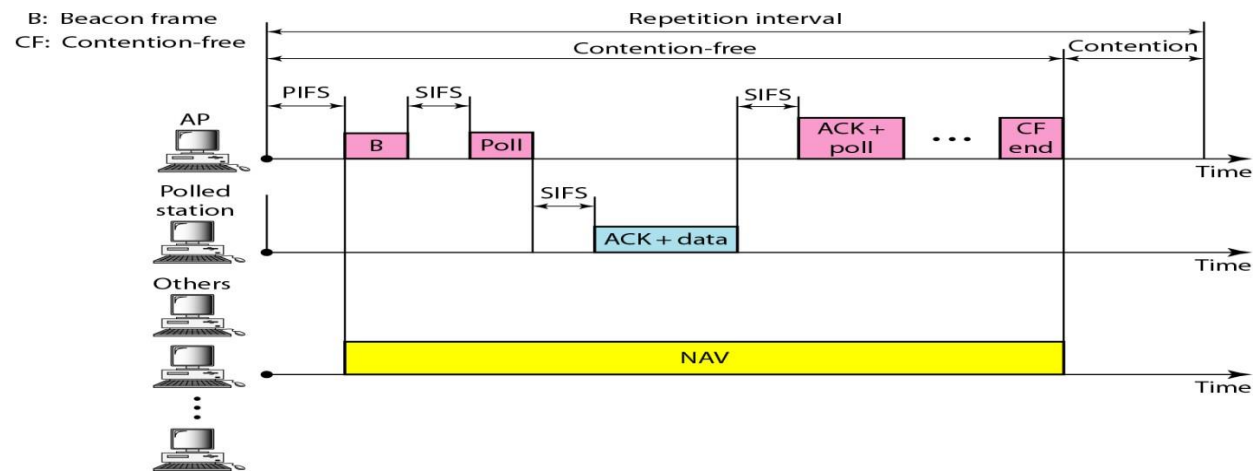 B: Beacon frame
CF: Contention-free
Repetition interval
Contention-free
Contention
PIFS
SIFS
SIFS
AP
B
Poll
ACK +
poll
• • •
CF
end
Time
Polled
station
SIFS
ACK + data
Time
Others
NAV
Time